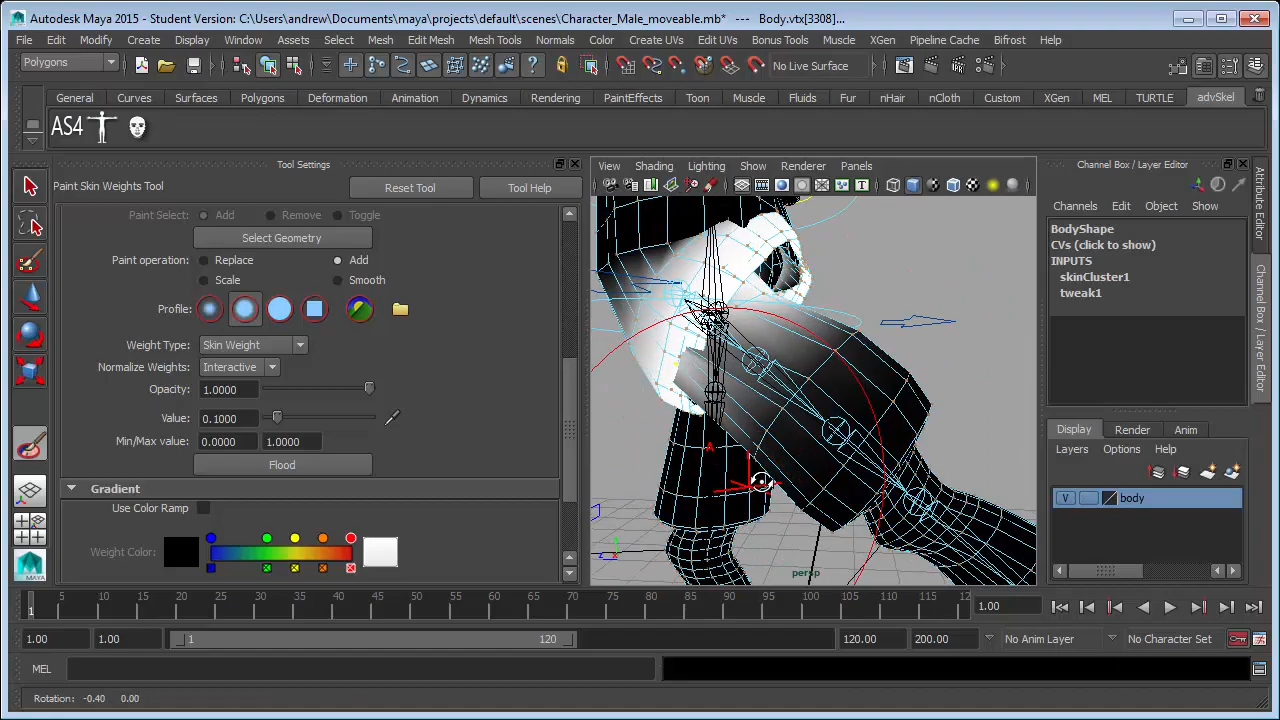 Autodesk Maya 2015 - Student Version: C:\Users\andrew\Documents\maya\projects\default\scenes\Character_Male_moveable.mb* --- Body.vtx[3308]...
File Edit Modify Create Display Window Assets Select Mesh Edit Mesh Mesh Tools Normals Color Create UVs Edit UVs Bonus Tools Muscle XGen Pipeline Cache Bifrost Help
Polygons No Live Surface
General Curves Surfaces Polygons Deformation Animation Dynamics Rendering PaintEffects Toon Muscle Fluids Fur nHair nCloth Custom XGen MEL TURTLE advSkel
AS4
Tool Settings
Paint Skin Weights Tool Reset Tool Tool Help
Paint Select: Add Remove Toggle
Select Geometry
Paint operation: Replace Add
Scale Smooth
Profile:
Weight Type: Skin Weight
Normalize Weights: Interactive
Opacity: 1.0000
Value: 0.1000
Min/Max value: 0.0000 1.0000
Flood
Gradient
Use Color Ramp
Weight Color:
View Shading Lighting Show Renderer Panels
T
A
z x
persp
Channel Box / Layer Editor
Channels Edit Object Show
BodyShape
CVs (click to show)
INPUTS
skinCluster1
tweak1
Display Render Anim
Layers Options Help
V body
Attribute Editor
Channel Box / Layer Editor
1 5 10 15 20 25 30 35 40 45 50 55 60 65 70 75 80 85 90 95 100 105 110 115 12
1.00
1.00 1.00 1 120 120.00 200.00 No Anim Layer No Character Set
MEL
Rotation: -0.40 0.00